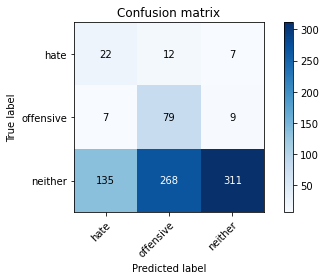 Confusion matrix
hate 22 12 7
offensive 7 79 9
neither 135 268 311
hate offensive neither
True label
Predicted label
300
250
200
150
100
50